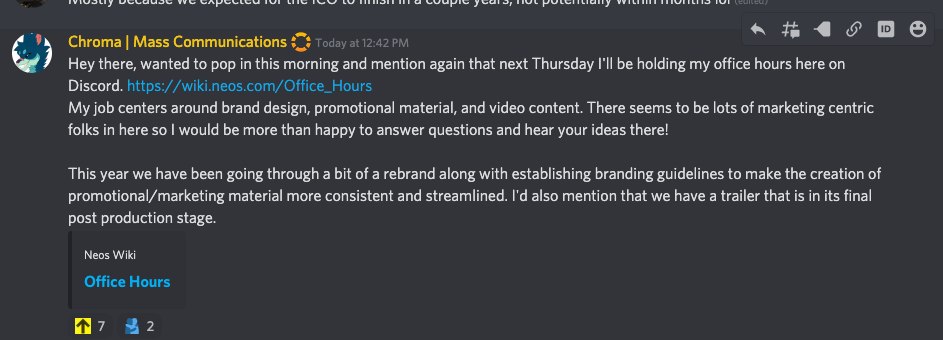 Mostly because we expected for the ICO to finish in a couple years, not potentially within months lol (edited)
Chroma | Mass Communications Today at 12:42 PM
Hey there, wanted to pop in this morning and mention again that next Thursday I'll be holding my office hours here on
Discord. https://wiki.neos.com/Office_Hours
My job centers around brand design, promotional material, and video content. There seems to be lots of marketing centric
folks in here so I would be more than happy to answer questions and hear your ideas there!
This year we have been going through a bit of a rebrand along with establishing branding guidelines to make the creation of
promotional/marketing material more consistent and streamlined. I'd also mention that we have a trailer that is in its final
post production stage.
Neos Wiki
Office Hours
7 2
ID